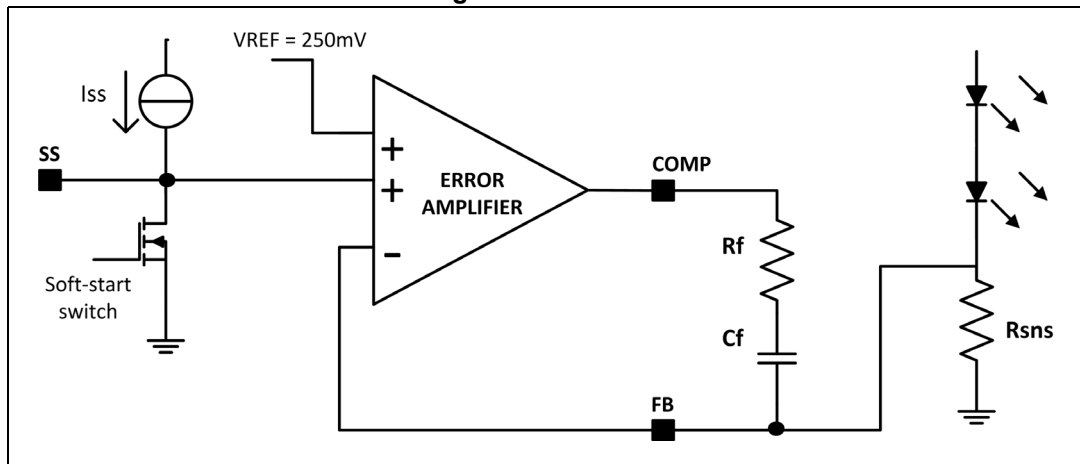 VREF = 250mV
Iss
SS
+
+
-
ERROR
AMPLIFIER
COMP
Rf
Soft-start
switch
Cf
Rsns
FB